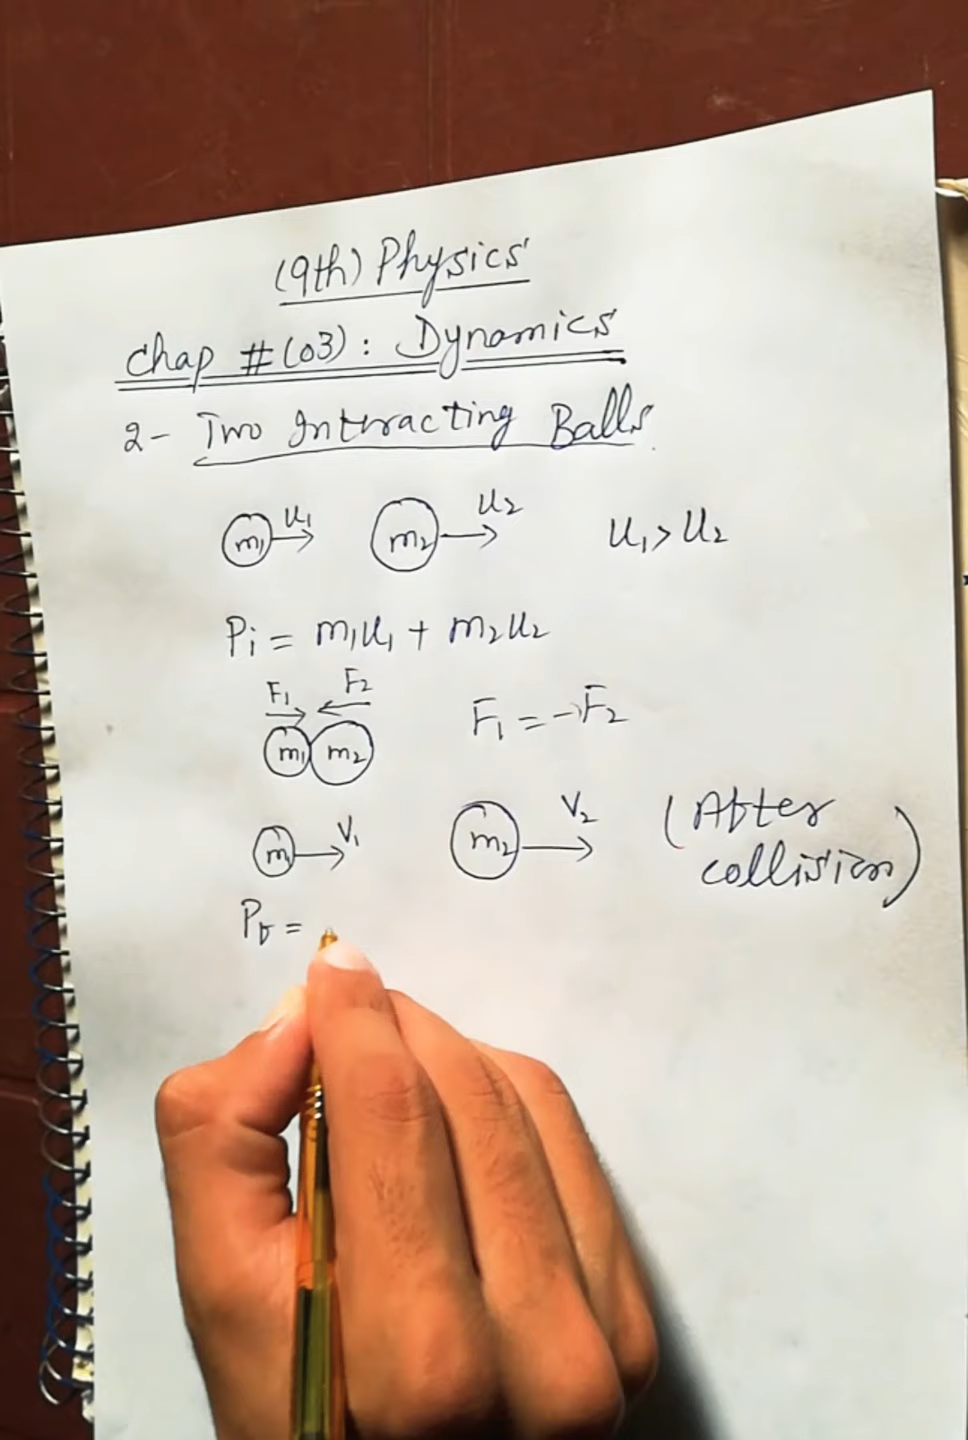 (9th) Physics
Chap #(03): Dynamics
2- Two Interacting Balls.
m₁ u₁ m₂ u₂ u₁>u₂
Pi = m₁u₁ + m₂u₂
F₁ F₂
m₁ m₂ F₁ = -F₂
m₁ V₁ m₂ V₂ (After
collision)
Pf =